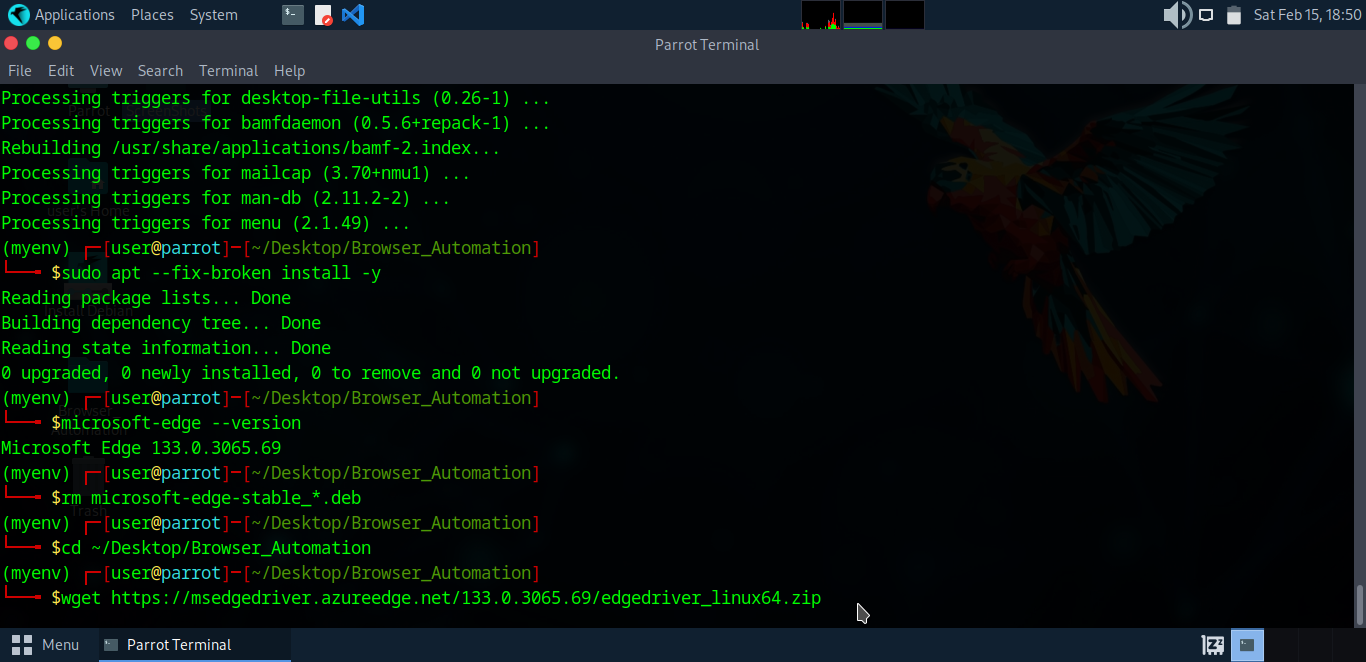 Applications Places System Sat Feb 15, 18:50
Parrot Terminal
File Edit View Search Terminal Help
Processing triggers for desktop-file-utils (0.26-1) ...
Processing triggers for bamfdaemon (0.5.6+repack-1) ...
Rebuilding /usr/share/applications/bamf-2.index...
Processing triggers for mailcap (3.70+nmu1) ...
Processing triggers for man-db (2.11.2-2) ...
Processing triggers for menu (2.1.49) ...
(myenv) ┌─[user@parrot]─[~/Desktop/Browser_Automation]
└──╼ $sudo apt --fix-broken install -y
Reading package lists... Done
Building dependency tree... Done
Reading state information... Done
0 upgraded, 0 newly installed, 0 to remove and 0 not upgraded.
(myenv) ┌─[user@parrot]─[~/Desktop/Browser_Automation]
└──╼ $microsoft-edge --version
Microsoft Edge 133.0.3065.69
(myenv) ┌─[user@parrot]─[~/Desktop/Browser_Automation]
└──╼ $rm microsoft-edge-stable_*.deb
(myenv) ┌─[user@parrot]─[~/Desktop/Browser_Automation]
└──╼ $cd ~/Desktop/Browser_Automation
(myenv) ┌─[user@parrot]─[~/Desktop/Browser_Automation]
└──╼ $wget https://msedgedriver.azureedge.net/133.0.3065.69/edgedriver_linux64.zip
Menu Parrot Terminal